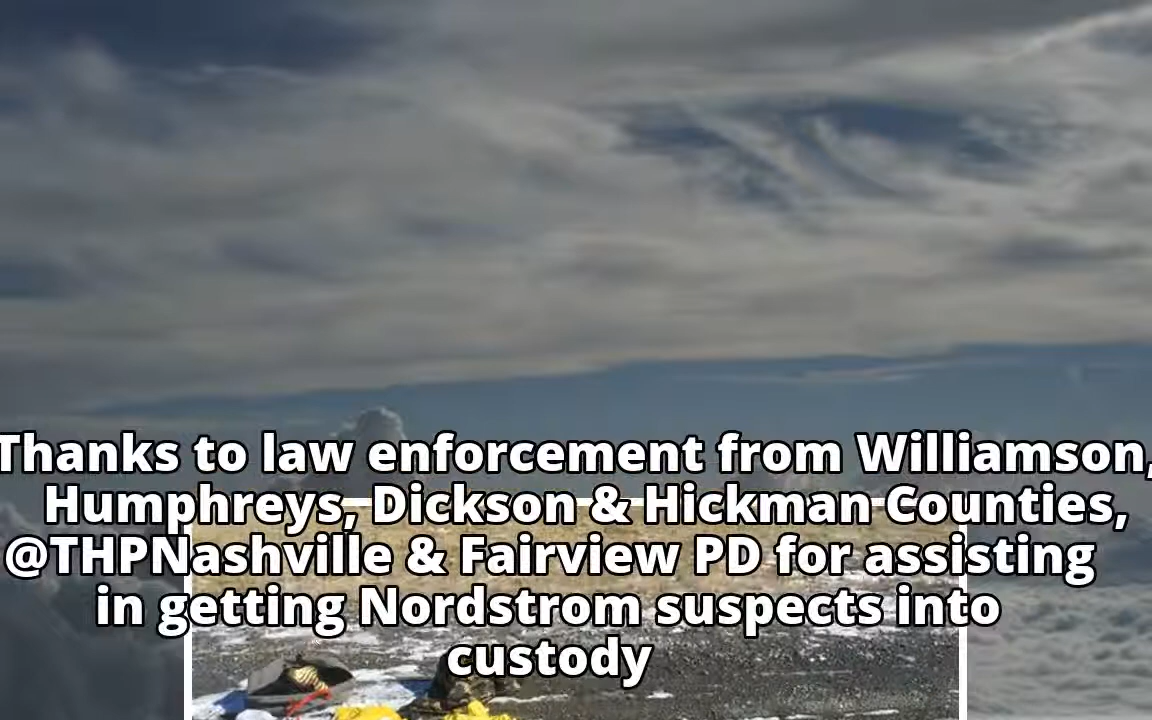 Thanks to law enforcement from Williamson,
Humphreys, Dickson & Hickman Counties,
@THPNashville & Fairview PD for assisting
in getting Nordstrom suspects into
custody